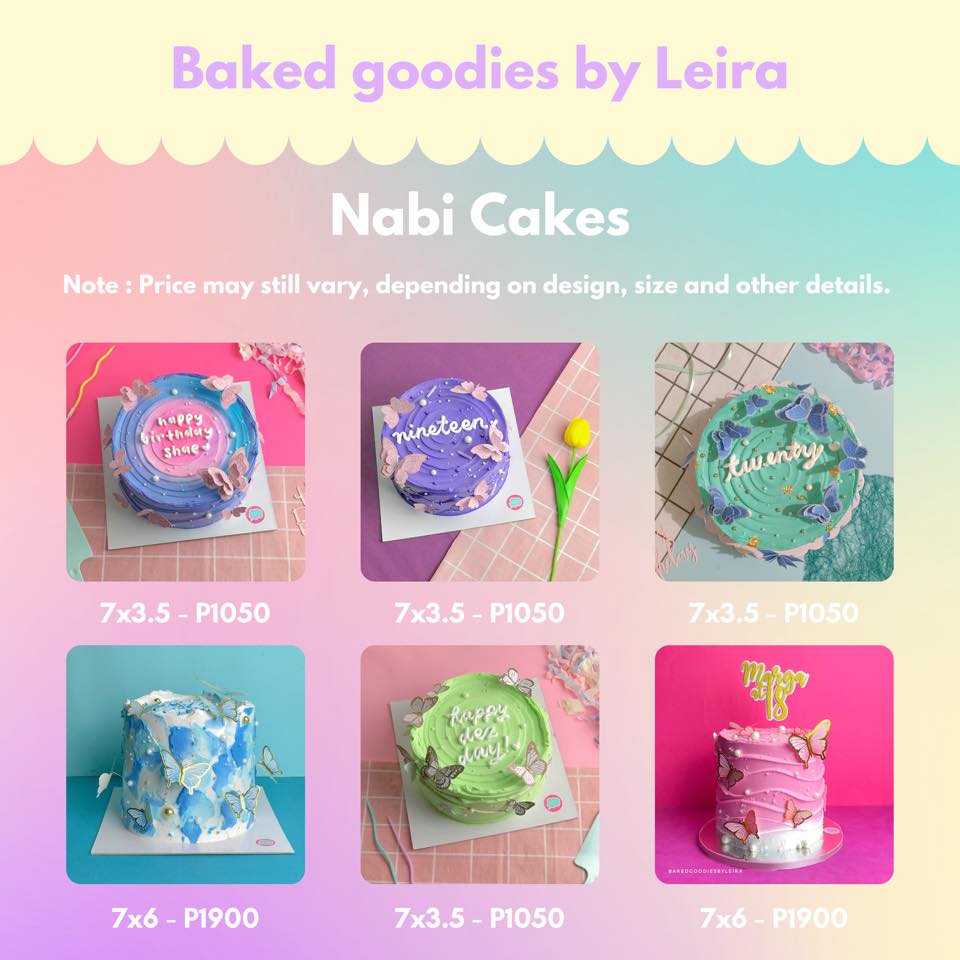 Baked goodies by Leira
Nabi Cakes
Note : Price may still vary, depending on design, size and other details.
happy
birthday
shae
nineteen
twenty
7x3.5 - P1050
7x3.5 - P1050
7x3.5 - P1050
happy
dez
day!
Marga
at
18
BAKEDGOODIESBYLEIRA
7x6 - P1900
7x3.5 - P1050
7x6 - P1900